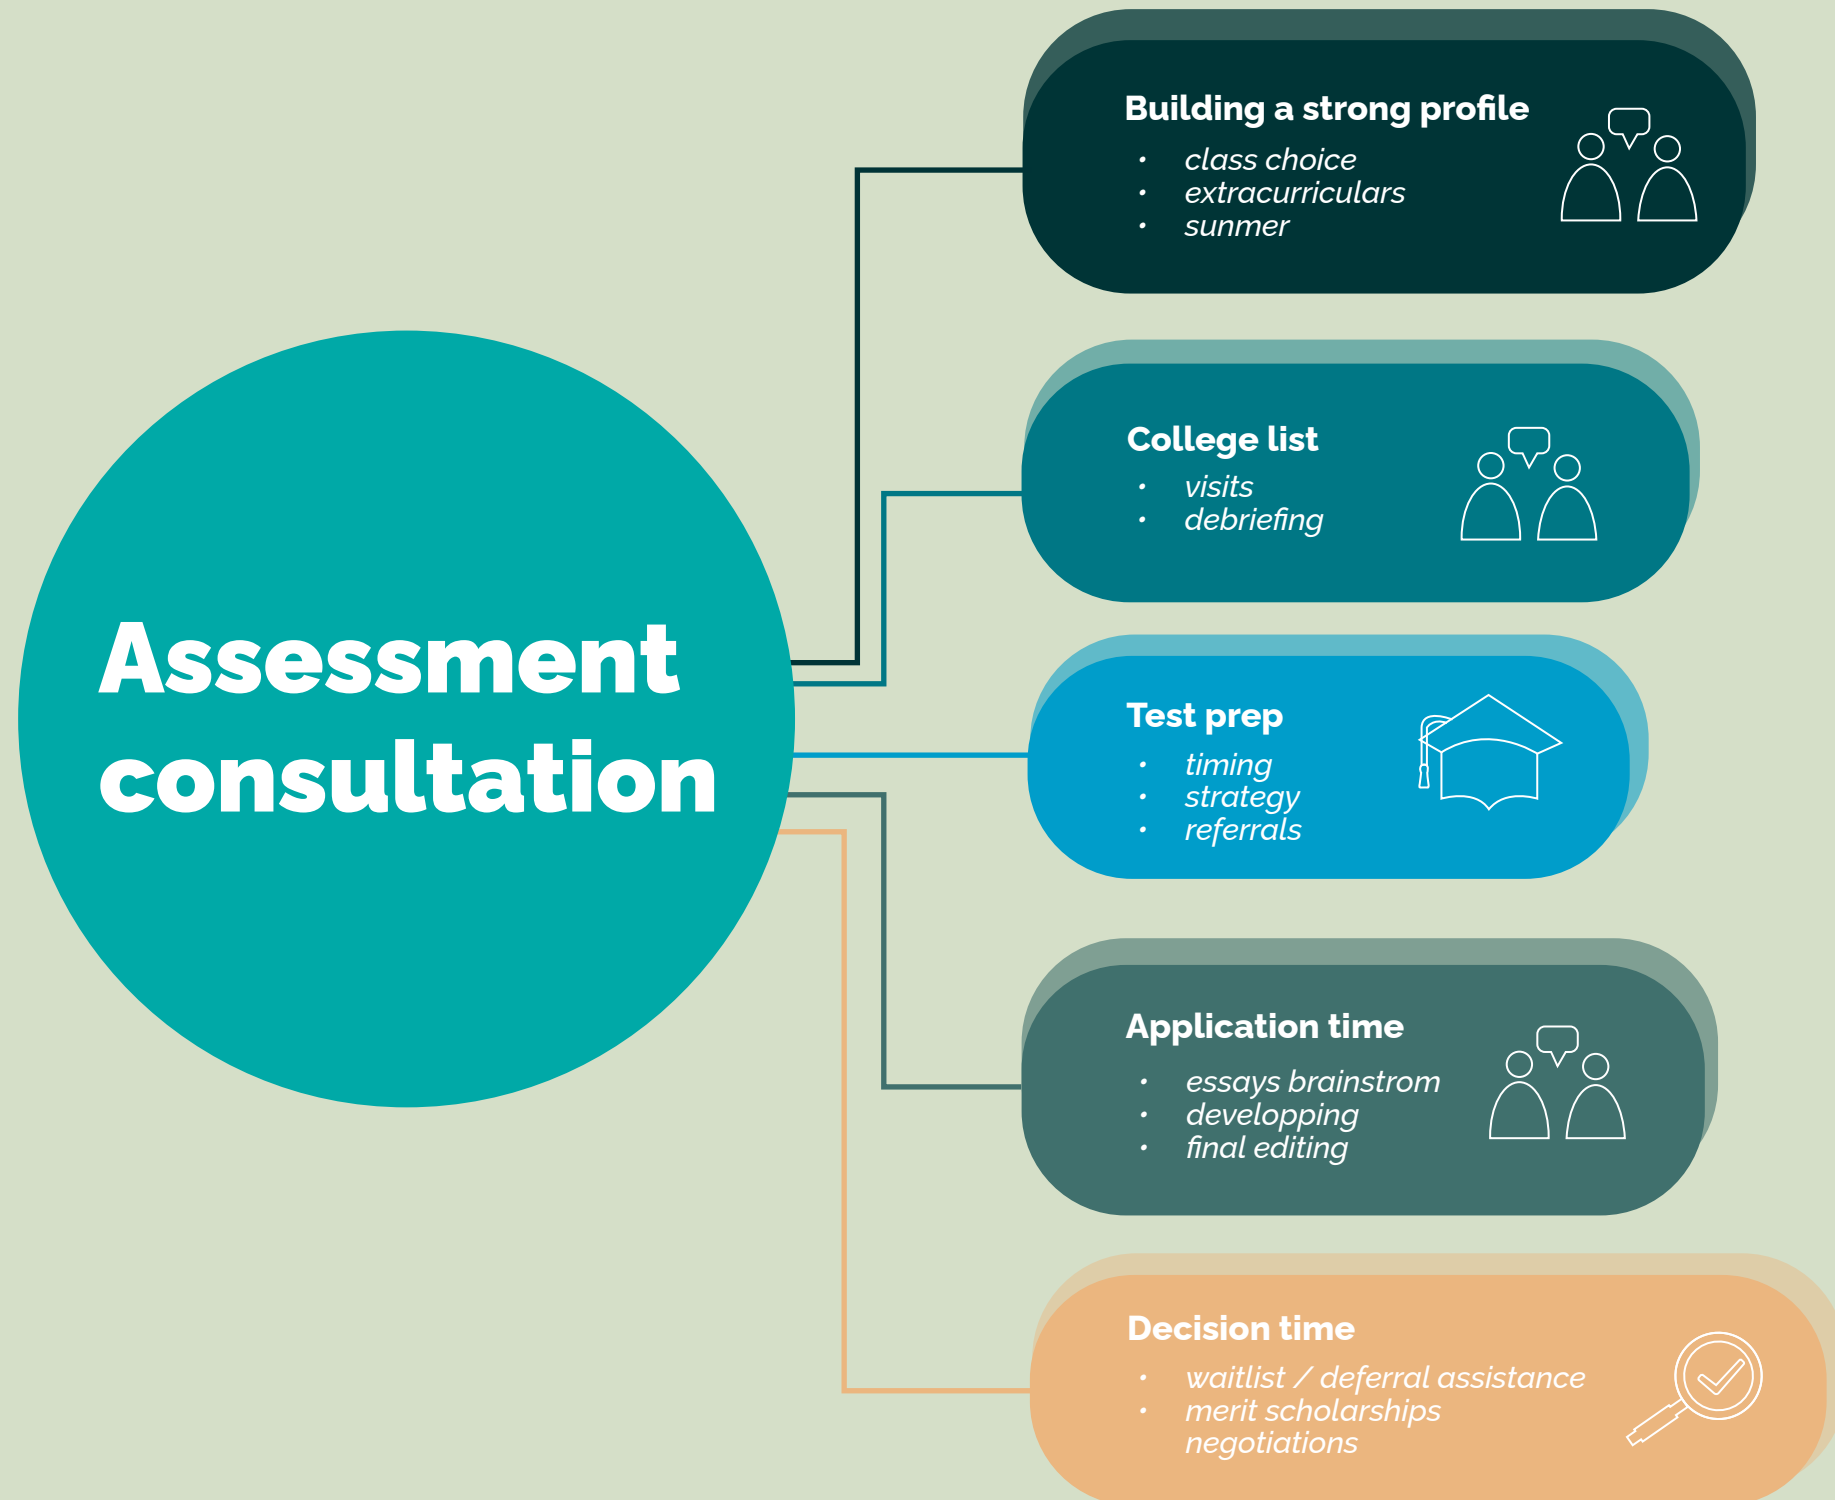 Assessment
consultation
Building a strong profile
• class choice
• extracurriculars
• sunmer
College list
• visits
• debriefing
Test prep
• timing
• strategy
• referrals
Application time
• essays brainstrom
• developping
• final editing
Decision time
• waitlist / deferral assistance
• merit scholarships
negotiations